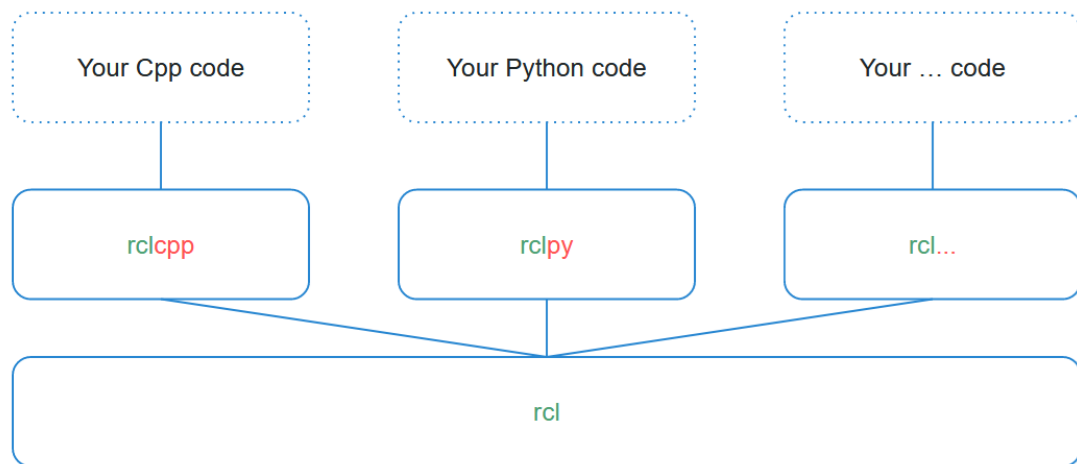 Your Cpp code
Your Python code
Your … code
rclcpp
rclpy
rcl...
rcl